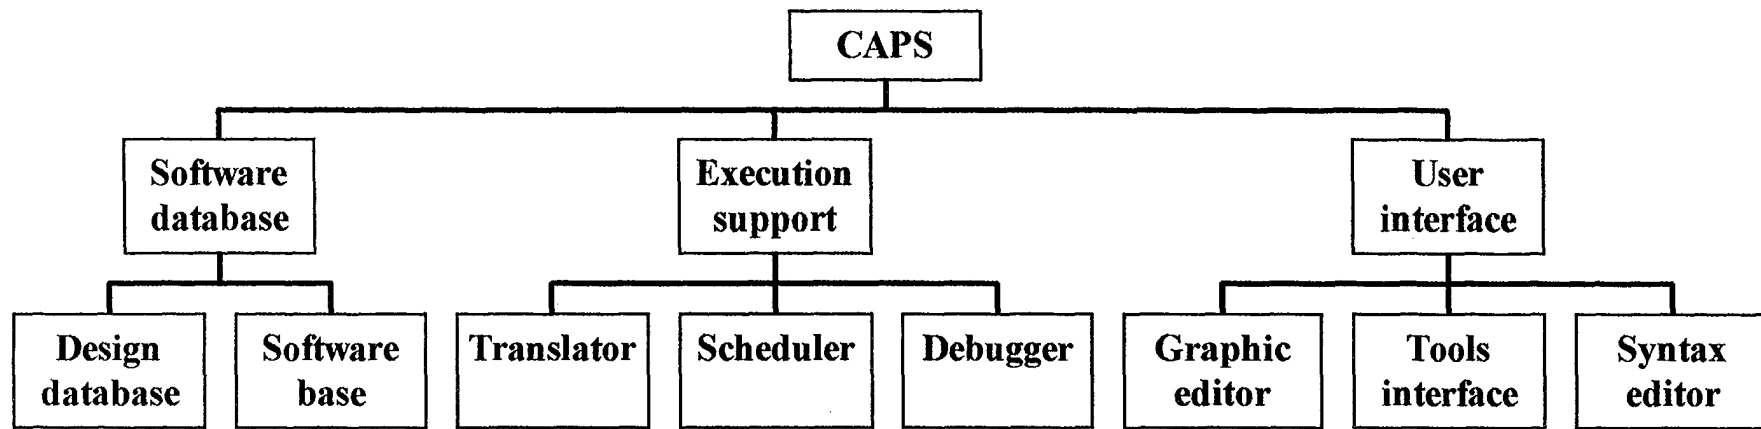 CAPS
Software
database
Execution
support
User
interface
Design
database
Software
base
Translator
Scheduler
Debugger
Graphic
editor
Tools
interface
Syntax
editor